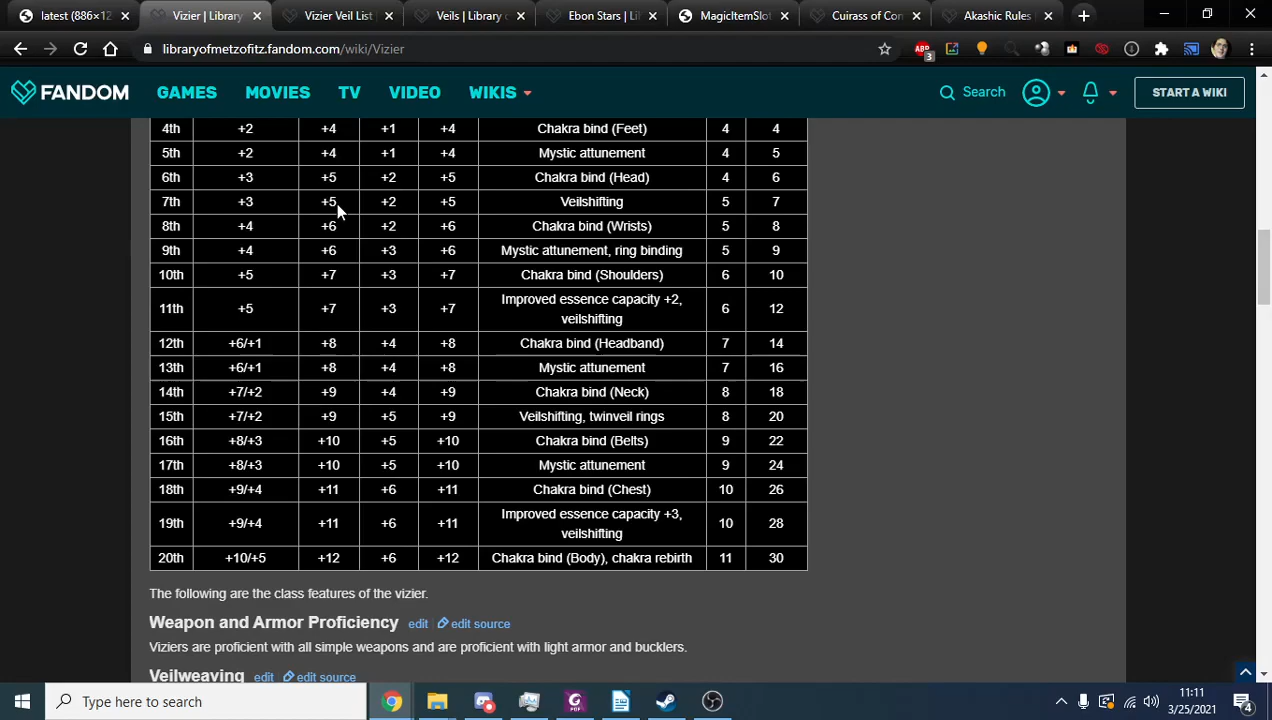 latest (886×12
Vizier | Library
Vizier Veil List
Veils | Library
Ebon Stars | Li
MagicItemSlot
Cuirass of Con
Akashic Rules
libraryofmetzofitz.fandom.com/wiki/Vizier
ABP
3
FANDOM GAMES MOVIES TV VIDEO WIKIS Search START A WIKI
4th +2 +4 +1 +4 Chakra bind (Feet) 4 4
5th +2 +4 +1 +4 Mystic attunement 4 5
6th +3 +5 +2 +5 Chakra bind (Head) 4 6
7th +3 +5 +2 +5 Veilshifting 5 7
8th +4 +6 +2 +6 Chakra bind (Wrists) 5 8
9th +4 +6 +3 +6 Mystic attunement, ring binding 5 9
10th +5 +7 +3 +7 Chakra bind (Shoulders) 6 10
11th +5 +7 +3 +7 Improved essence capacity +2, 6 12
veilshifting
12th +6/+1 +8 +4 +8 Chakra bind (Headband) 7 14
13th +6/+1 +8 +4 +8 Mystic attunement 7 16
14th +7/+2 +9 +4 +9 Chakra bind (Neck) 8 18
15th +7/+2 +9 +5 +9 Veilshifting, twinveil rings 8 20
16th +8/+3 +10 +5 +10 Chakra bind (Belts) 9 22
17th +8/+3 +10 +5 +10 Mystic attunement 9 24
18th +9/+4 +11 +6 +11 Chakra bind (Chest) 10 26
19th +9/+4 +11 +6 +11 Improved essence capacity +3, 10 28
veilshifting
20th +10/+5 +12 +6 +12 Chakra bind (Body), chakra rebirth 11 30
The following are the class features of the vizier.
Weapon and Armor Proficiency edit edit source
Viziers are proficient with all simple weapons and are proficient with light armor and bucklers.
Veilweaving edit edit source
Type here to search
11:11
3/25/2021
4